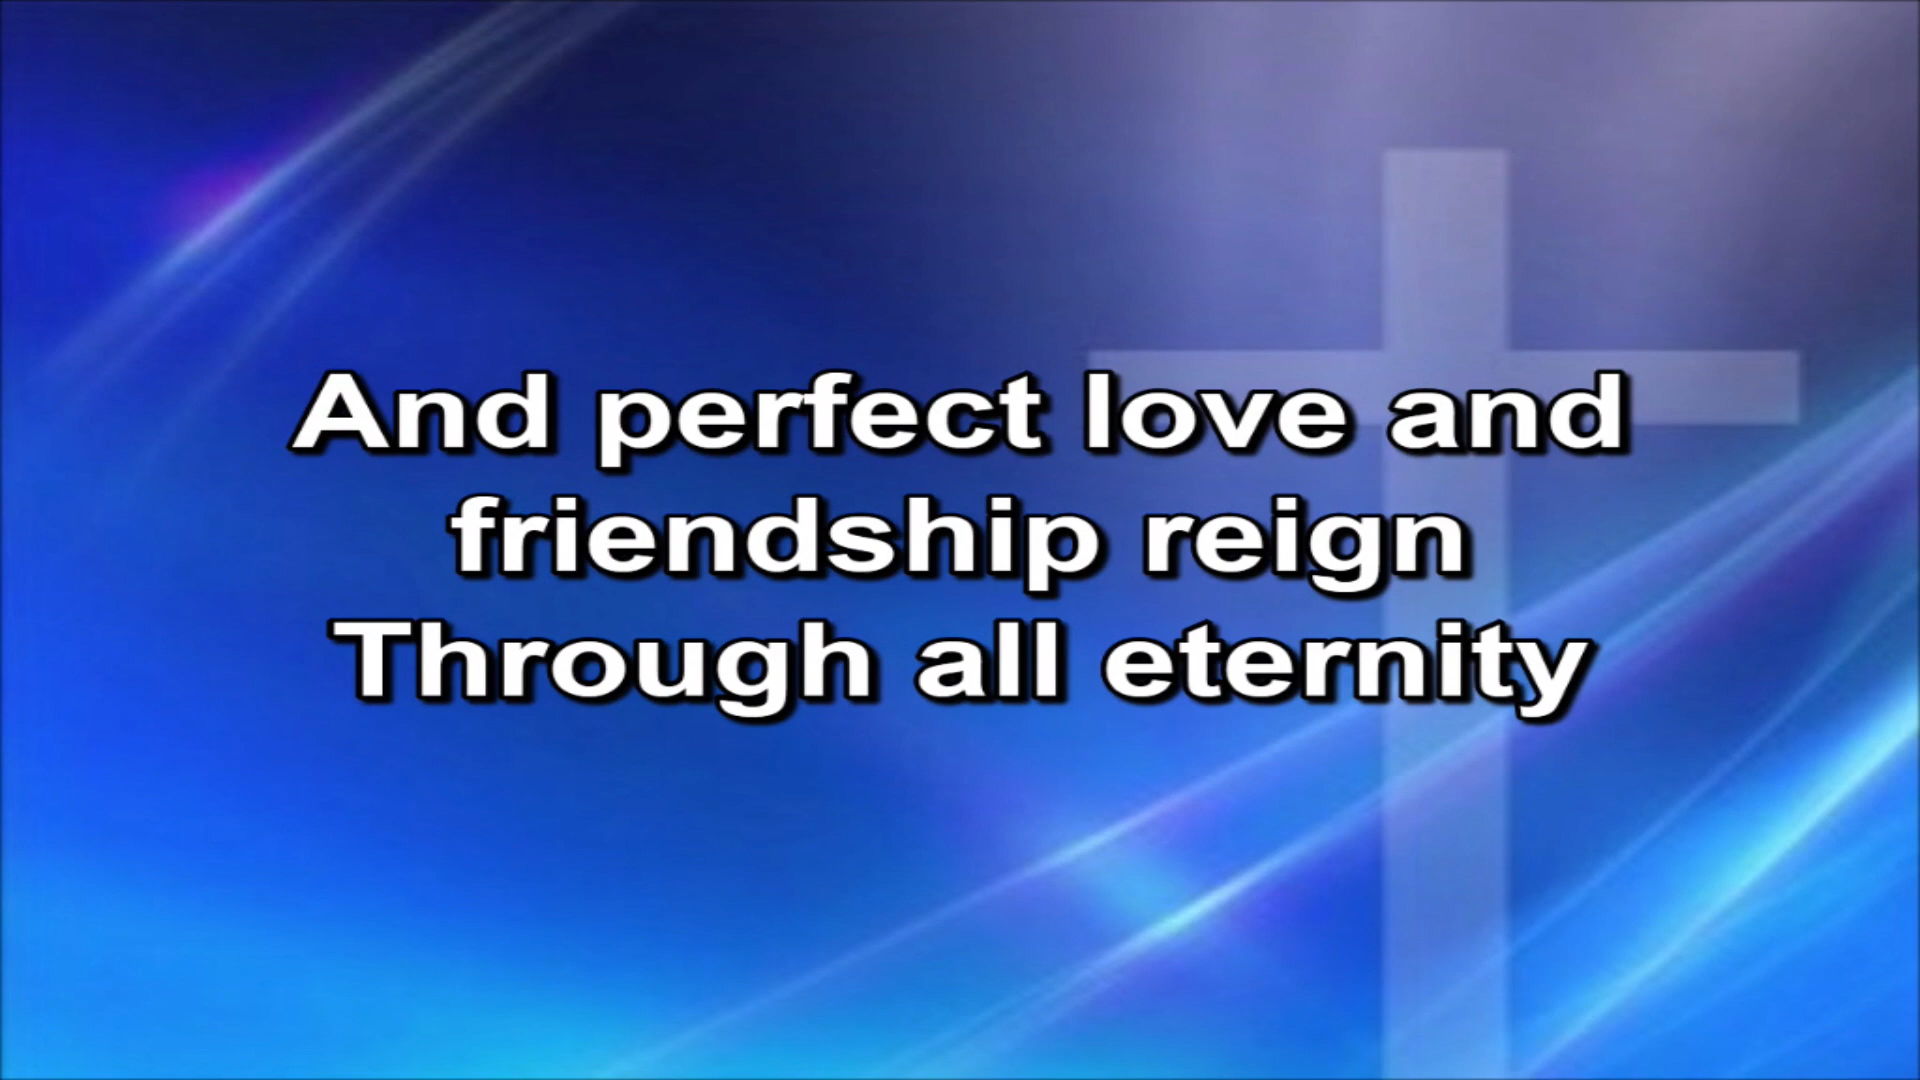 And perfect love and
friendship reign
Through all eternity